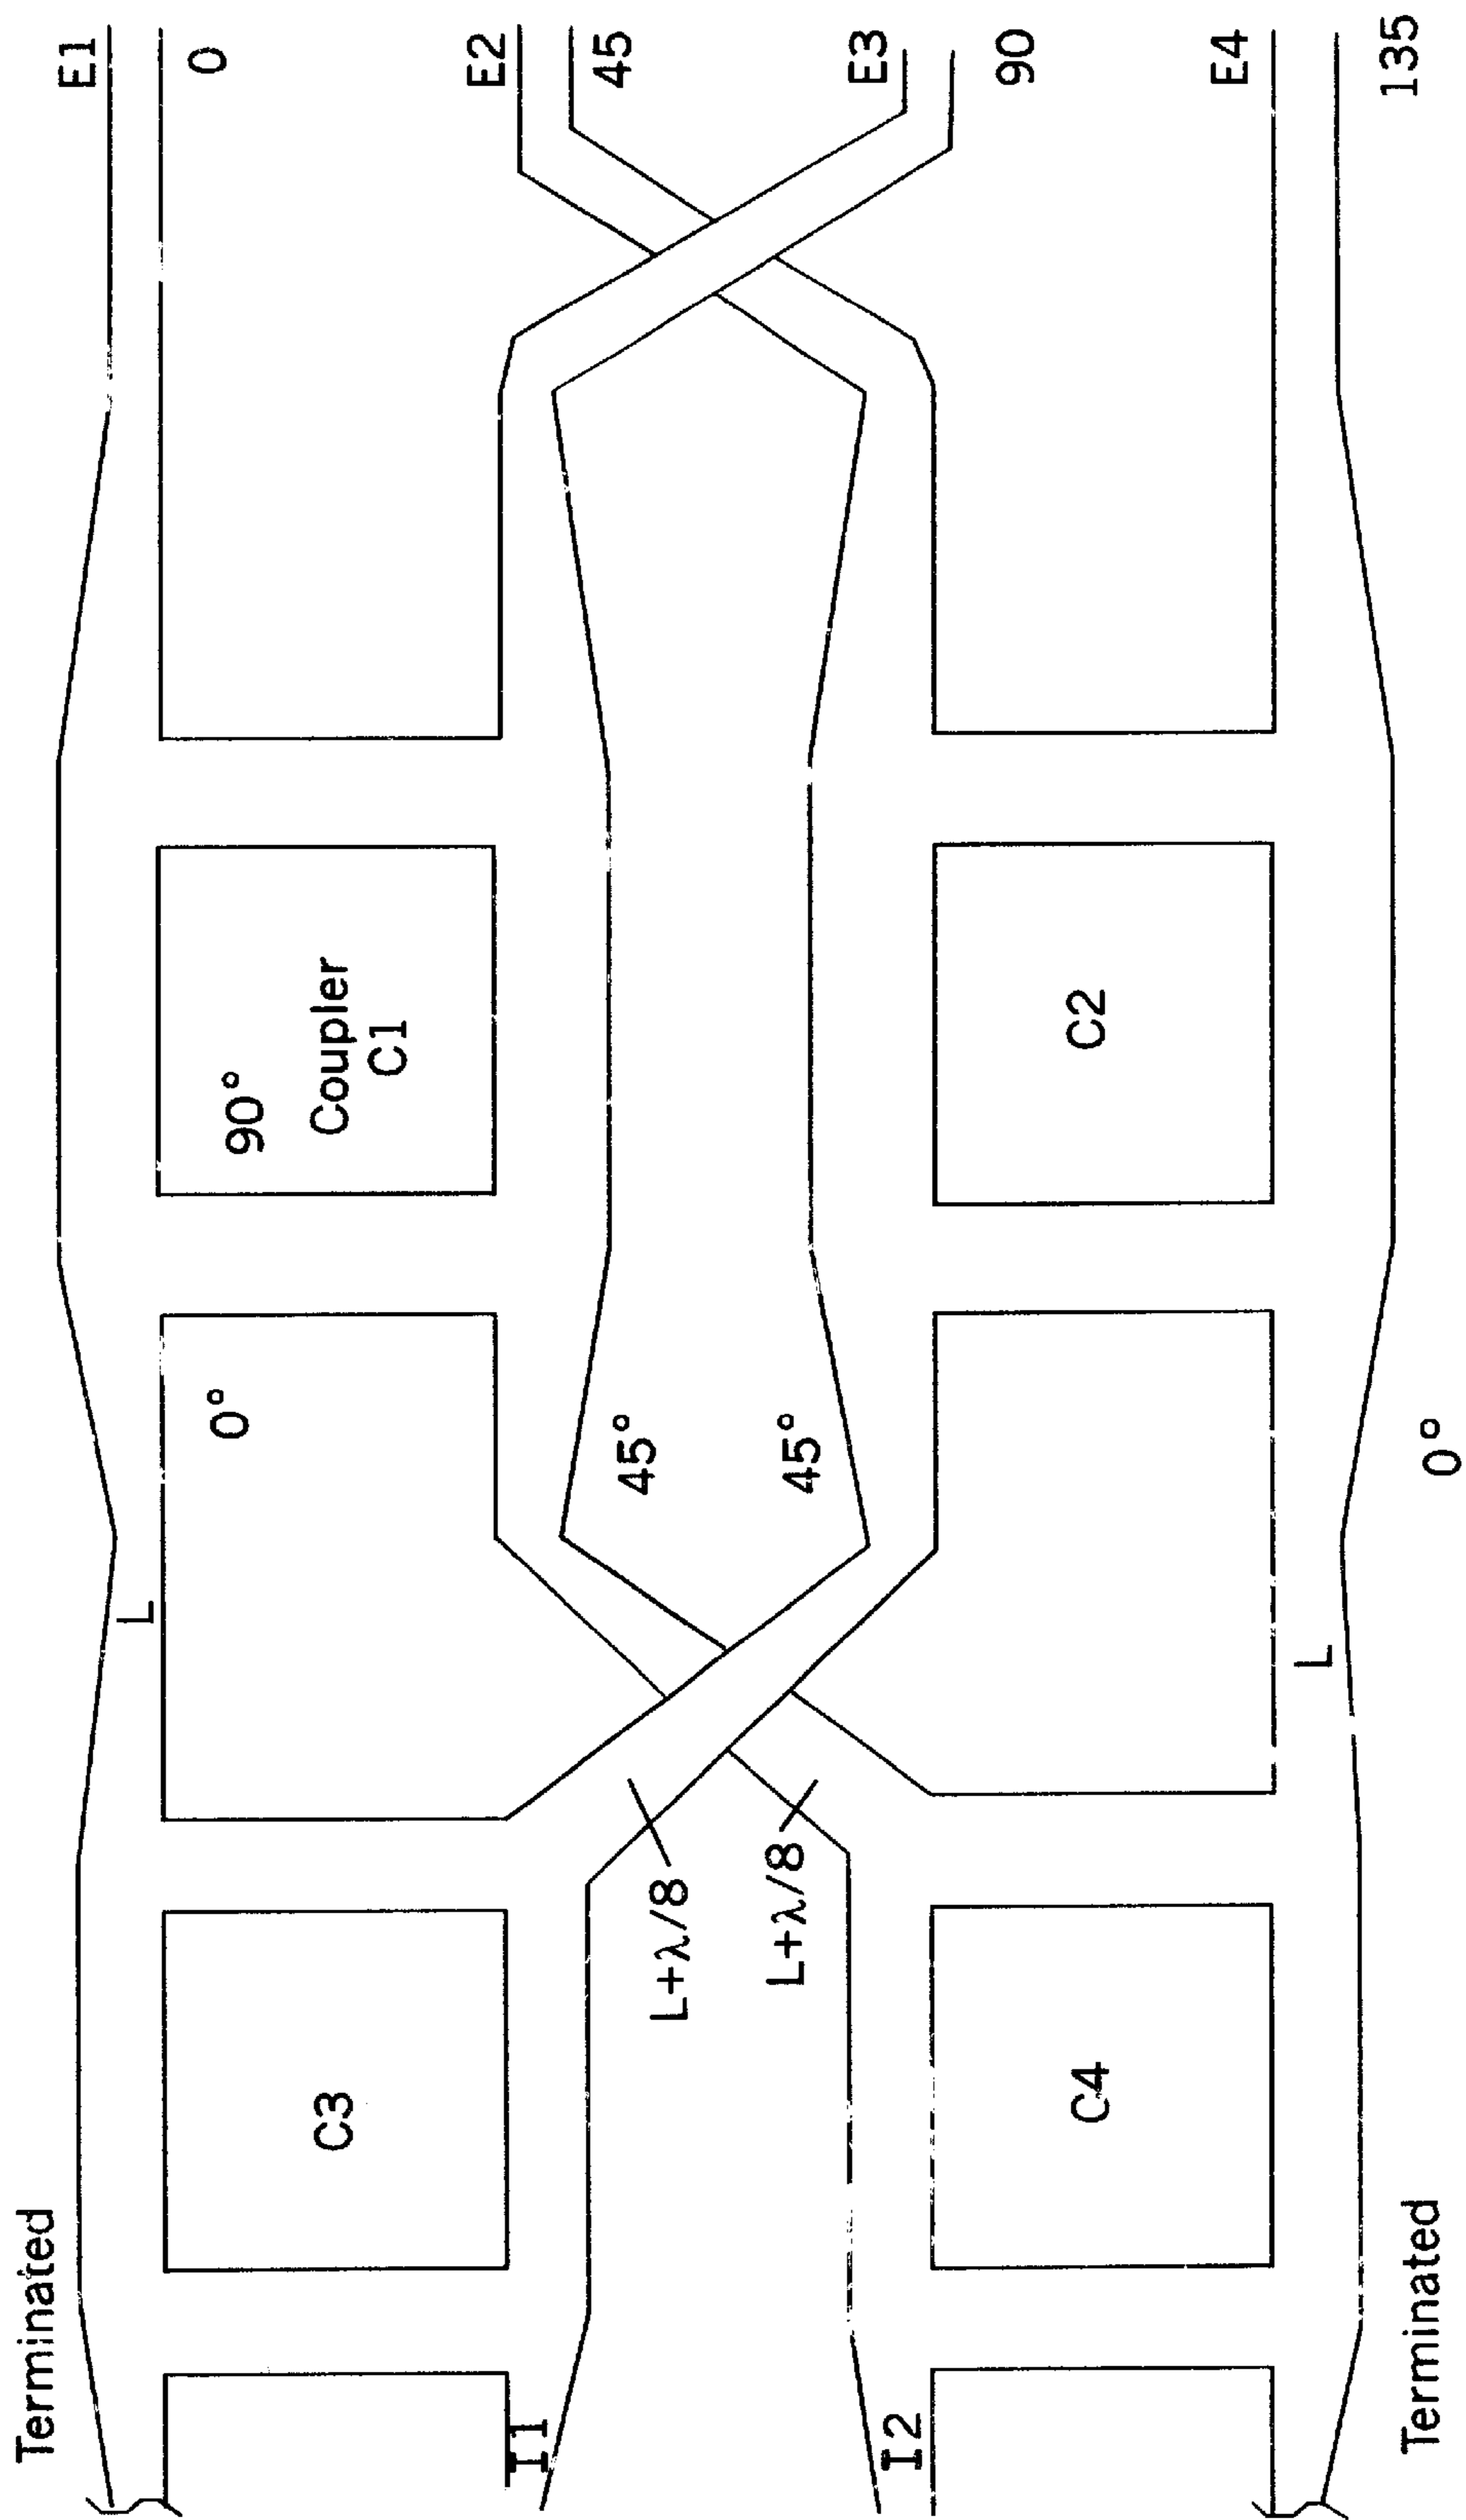 E1
0
E2
45
E3
90
E4
135
90°
Coupler
C1
C2
0°
45°
45°
0°
L
L
L+λ/8
L+λ/8
C3
C4
Terminated
I1
I2
Terminated